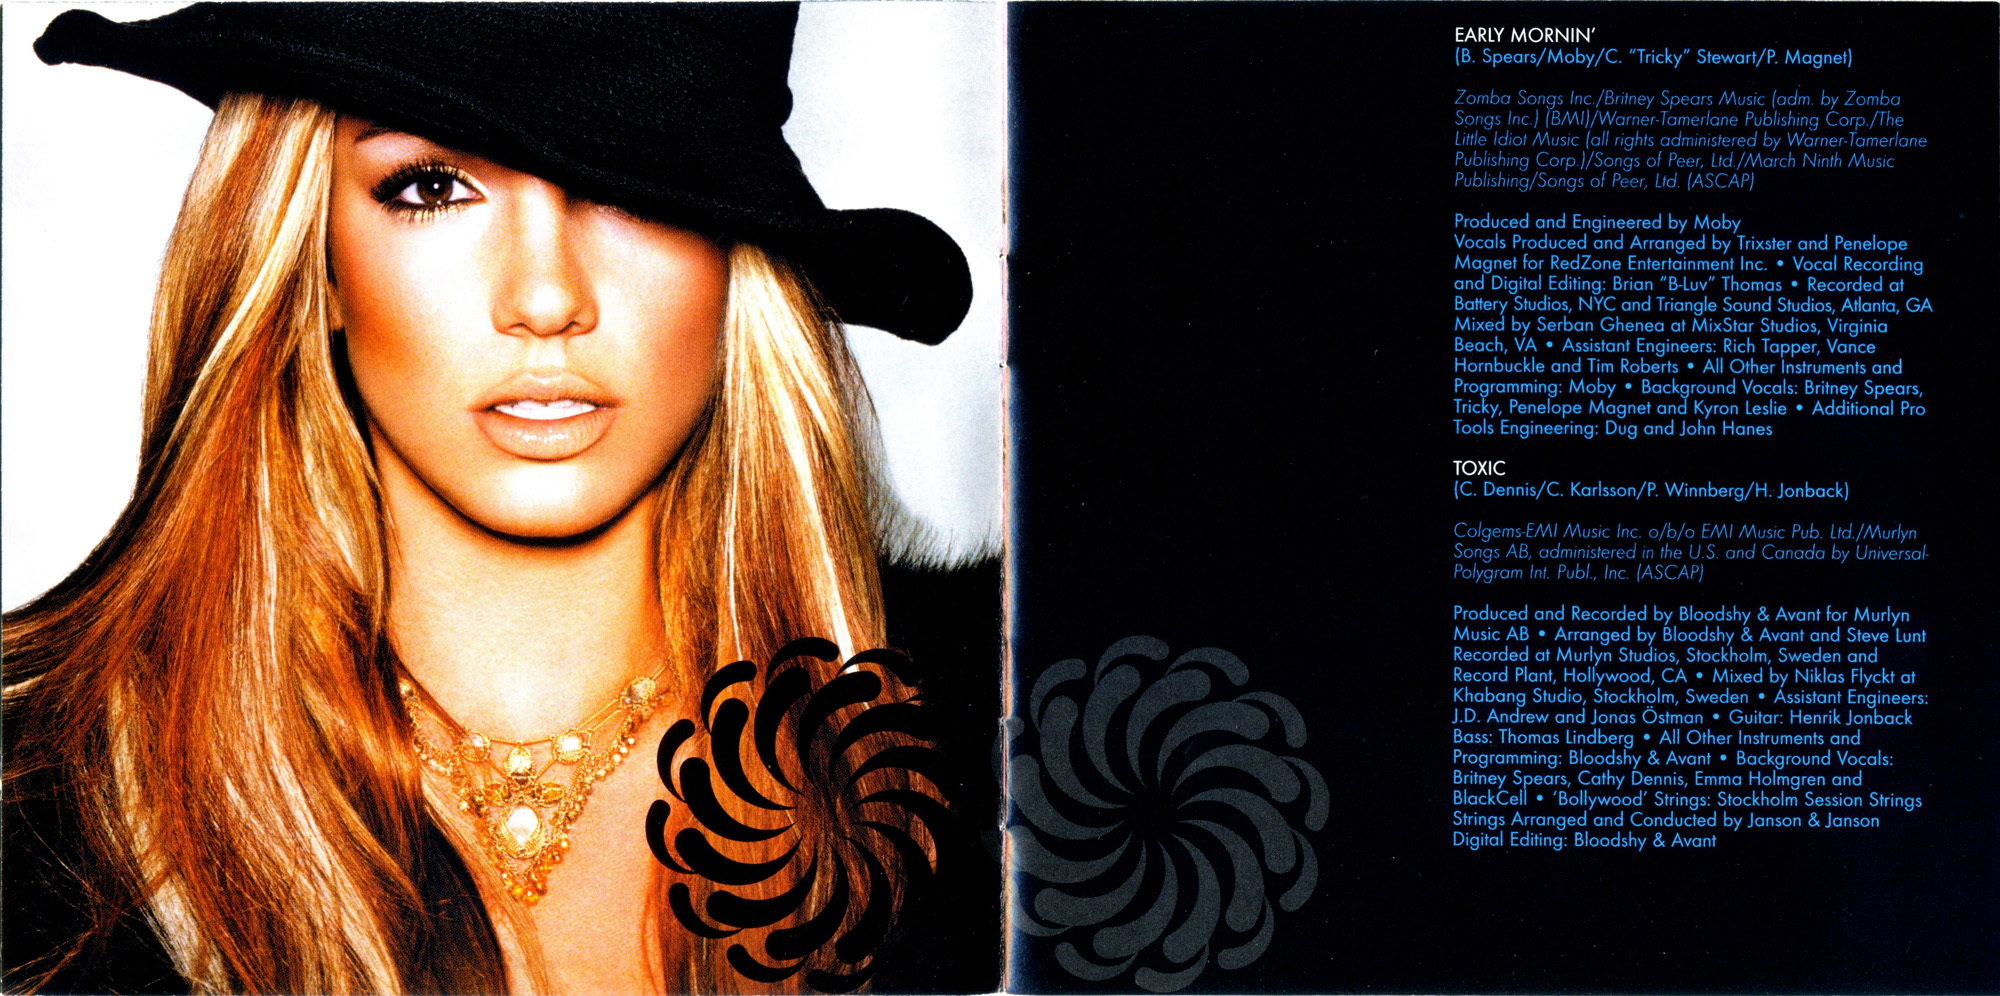 EARLY MORNIN'
(B. Spears/Moby/C. "Tricky" Stewart/P. Magnet)
Zomba Songs Inc./Britney Spears Music (adm. by Zomba
Songs Inc.) (BMI)/Warner-Tamerlane Publishing Corp./The
Little Idiot Music (all rights administered by Warner-Tamerlane
Publishing Corp.)/Songs of Peer, Ltd./March Ninth Music
Publishing/Songs of Peer, Ltd. (ASCAP)
Produced and Engineered by Moby
Vocals Produced and Arranged by Trixster and Penelope
Magnet for RedZone Entertainment Inc. • Vocal Recording
and Digital Editing: Brian "B-Luv" Thomas • Recorded at
Battery Studios, NYC and Triangle Sound Studios, Atlanta, GA
Mixed by Serban Ghenea at MixStar Studios, Virginia
Beach, VA • Assistant Engineers: Rich Tapper, Vance
Hornbuckle and Tim Roberts • All Other Instruments and
Programming: Moby • Background Vocals: Britney Spears,
Tricky, Penelope Magnet and Kyron Leslie • Additional Pro
Tools Engineering: Dug and John Hanes
TOXIC
(C. Dennis/C. Karlsson/P. Winnberg/H. Jonback)
Colgems-EMI Music Inc. o/b/o EMI Music Pub. Ltd./Murlyn
Songs AB, administered in the U.S. and Canada by Universal-
Polygram Int. Publ., Inc. (ASCAP)
Produced and Recorded by Bloodshy & Avant for Murlyn
Music AB • Arranged by Bloodshy & Avant and Steve Lunt
Recorded at Murlyn Studios, Stockholm, Sweden and
Record Plant, Hollywood, CA • Mixed by Niklas Flyckt at
Khabang Studio, Stockholm, Sweden • Assistant Engineers:
J.D. Andrew and Jonas Östman • Guitar: Henrik Jonback
Bass: Thomas Lindberg • All Other Instruments and
Programming: Bloodshy & Avant • Background Vocals:
Britney Spears, Cathy Dennis, Emma Holmgren and
BlackCell • 'Bollywood' Strings: Stockholm Session Strings
Strings Arranged and Conducted by Janson & Janson
Digital Editing: Bloodshy & Avant